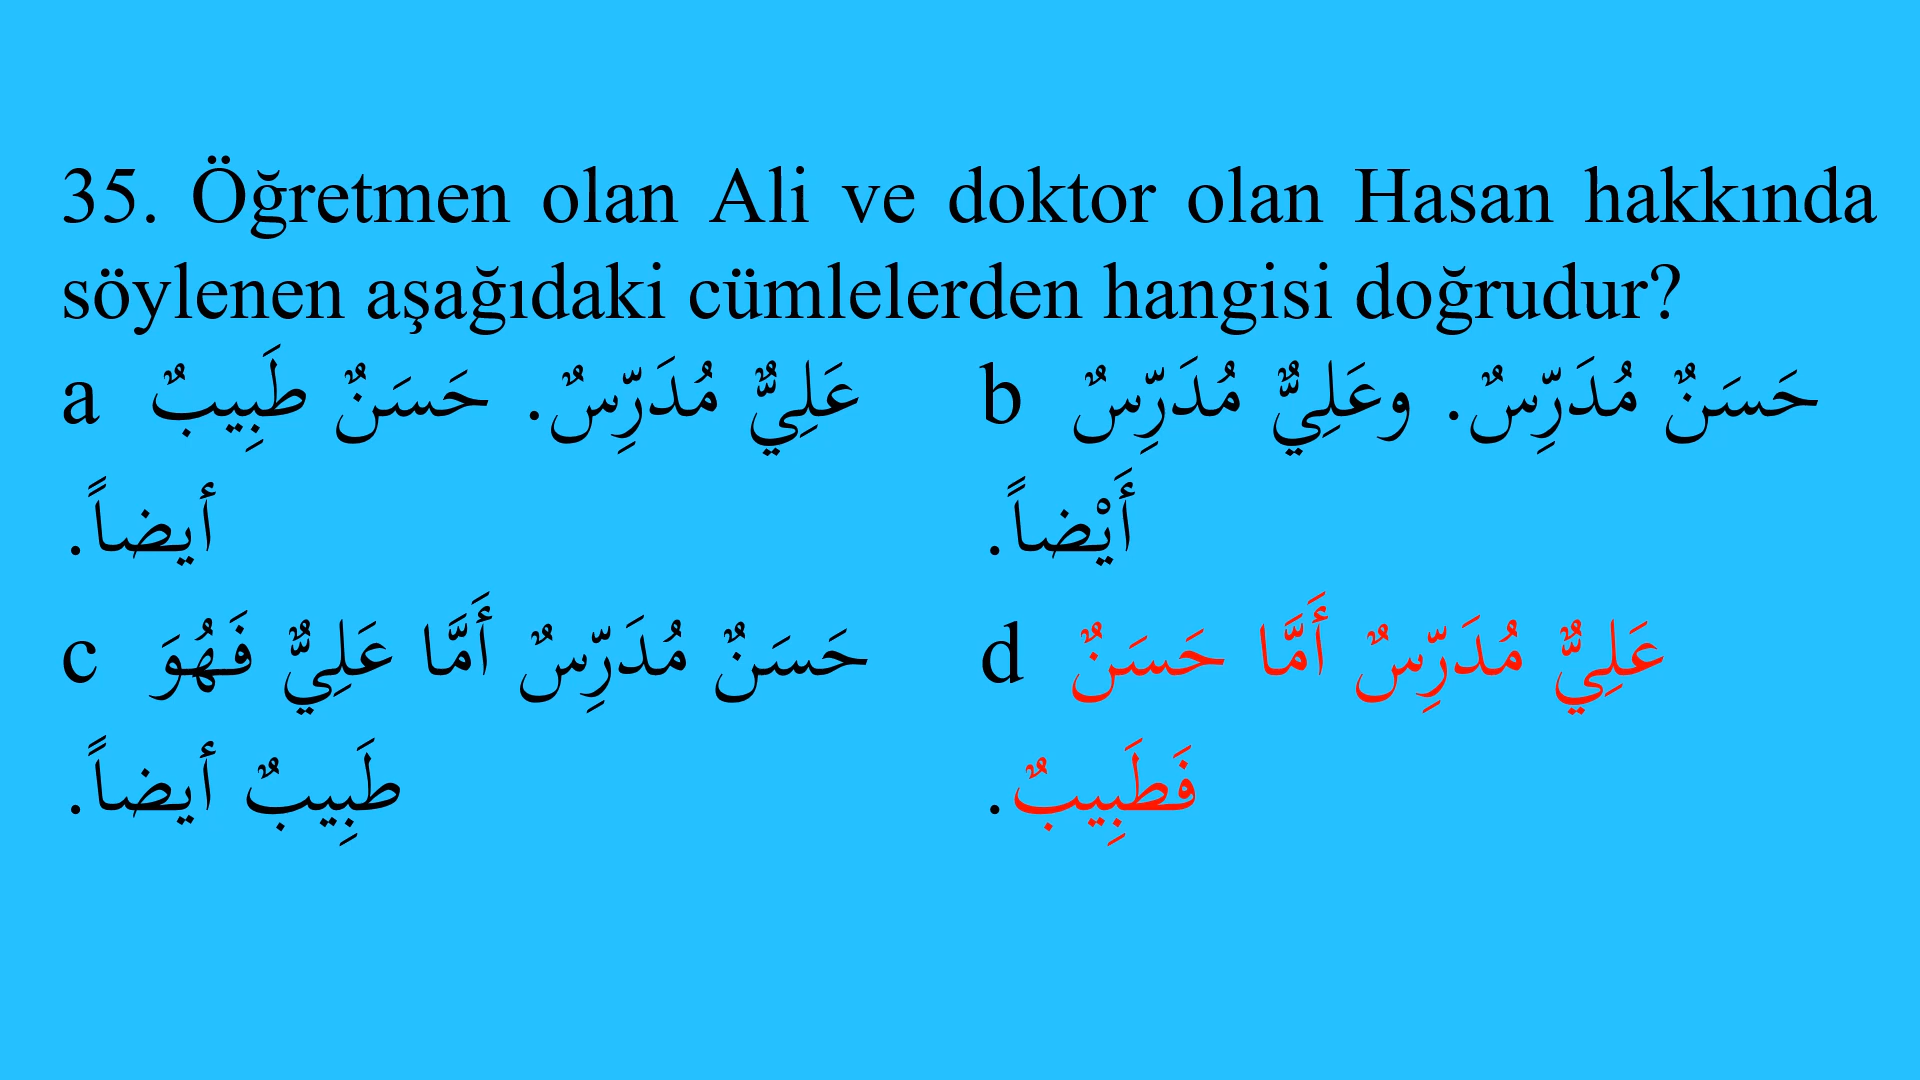 35. Öğretmen olan Ali ve doktor olan Hasan hakkında
söylenen aşağıdaki cümlelerden hangisi doğrudur?
a عَلِيٌّ مُدَرِّسٌ. حَسَنٌ طَبِيبٌ
أيضاً.
b حَسَنٌ مُدَرِّسٌ. وعَلِيٌّ مُدَرِّسٌ
أَيْضاً.
c حَسَنٌ مُدَرِّسٌ أَمَّا عَلِيٌّ فَهُوَ
طَبِيبٌ أيضاً.
d عَلِيٌّ مُدَرِّسٌ أَمَّا حَسَنٌ
فَطَبِيبٌ.